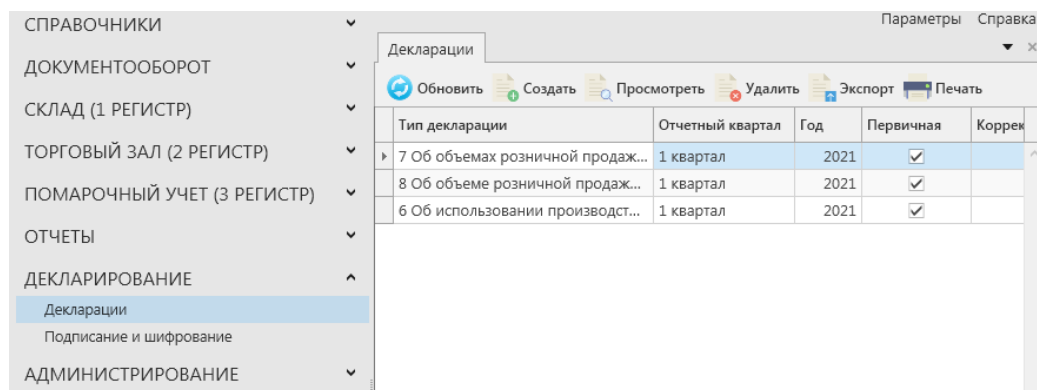 Параметры Справка
СПРАВОЧНИКИ
ДОКУМЕНТООБОРОТ
СКЛАД (1 РЕГИСТР)
ТОРГОВЫЙ ЗАЛ (2 РЕГИСТР)
ПОМАРОЧНЫЙ УЧЕТ (3 РЕГИСТР)
ОТЧЕТЫ
ДЕКЛАРИРОВАНИЕ
Декларации
Подписание и шифрование
АДМИНИСТРИРОВАНИЕ
Декларации
Обновить Создать Просмотреть Удалить Экспорт Печать
Тип декларации Отчетный квартал Год Первичная Коррек
7 Об объемах розничной продаж... 1 квартал 2021
8 Об объеме розничной продаж... 1 квартал 2021
6 Об использовании производст... 1 квартал 2021